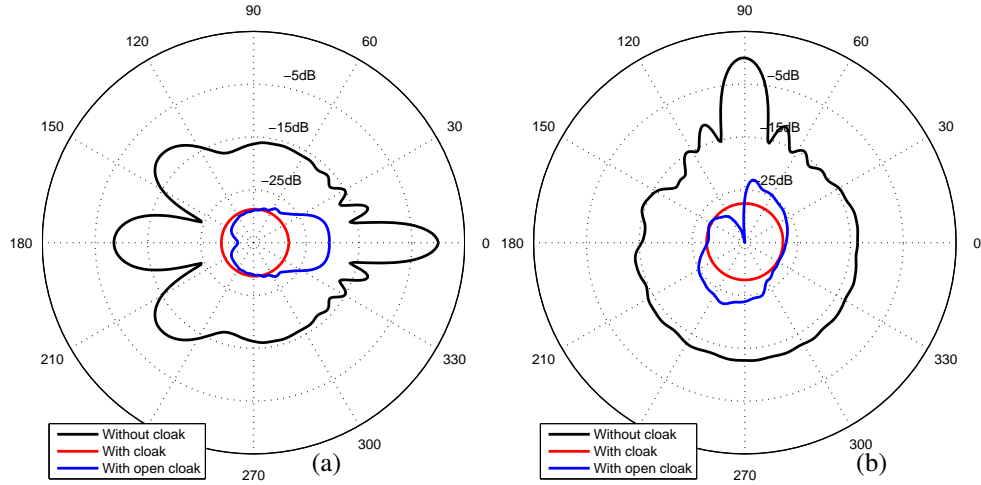 90
120
60
−5dB
150
−15dB
30
−25dB
180
0
210
330
300
270
Without cloak
With cloak
With open cloak
(a)
90
120
60
−5dB
150
−15dB
30
−25dB
180
0
210
330
300
270
Without cloak
With cloak
With open cloak
(b)